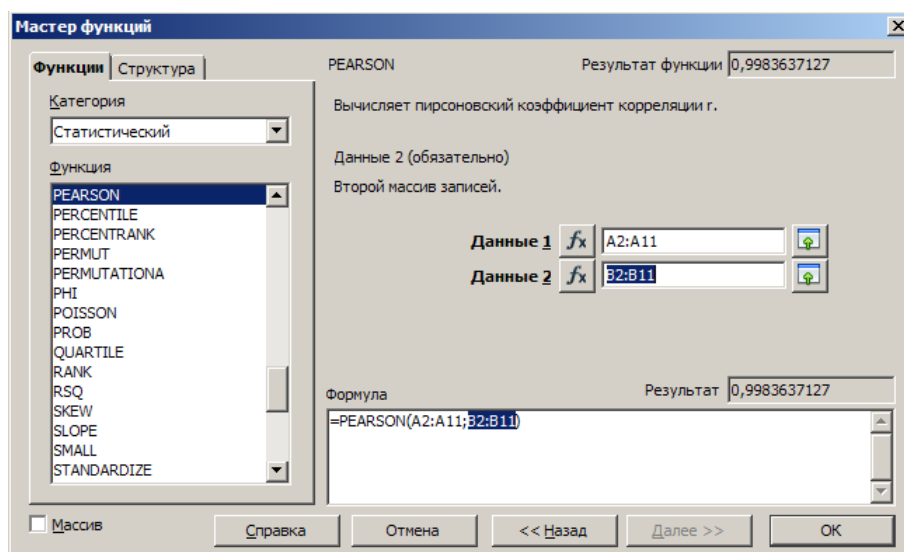 Мастер функций
Функции Структура
PEARSON Результат функции 0,9983637127
Категория
Статистический
Вычисляет пирсоновский коэффициент корреляции r.
Функция
Данные 2 (обязательно)
Второй массив записей.
PEARSON
PERCENTILE
PERCENTRANK
PERMUT
PERMUTATIONA
PHI
POISSON
PROB
QUARTILE
RANK
RSQ
SKEW
SLOPE
SMALL
STANDARDIZE
Данные 1 fx A2:A11
Данные 2 fx B2:B11
Формула Результат 0,9983637127
=PEARSON(A2:A11;B2:B11)
Массив Справка Отмена << Назад Далее >> OK